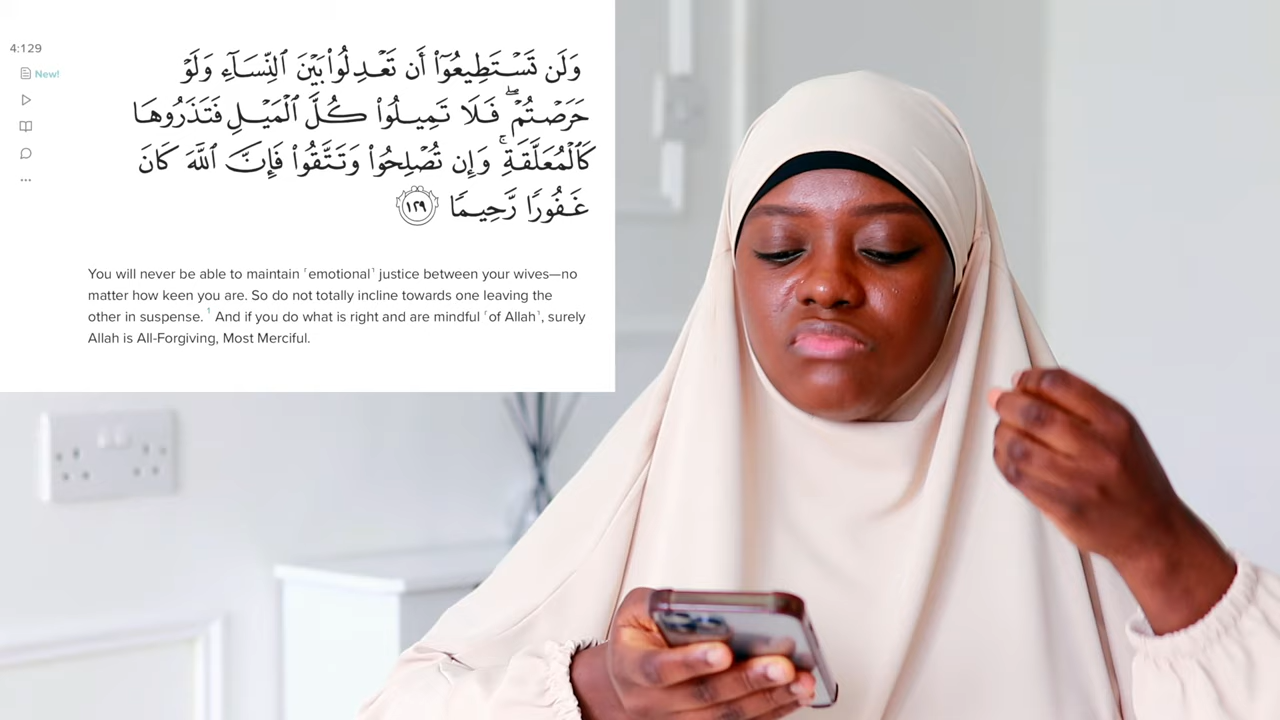 4:129
New!
وَلَن تَسْتَطِيعُوٓا۟ أَن تَعْدِلُوا۟ بَيْنَ ٱلنِّسَآءِ وَلَوْ
حَرَصْتُمْ ۖ فَلَا تَمِيلُوا۟ كُلَّ ٱلْمَيْلِ فَتَذَرُوهَا
كَٱلْمُعَلَّقَةِ ۚ وَإِن تُصْلِحُوا۟ وَتَتَّقُوا۟ فَإِنَّ ٱللَّهَ كَانَ
غَفُورًا رَّحِيمًا ١٢٩
You will never be able to maintain ˹emotional˺ justice between your wives—no
matter how keen you are. So do not totally incline towards one leaving the
other in suspense. ¹ And if you do what is right and are mindful ˹of Allah˺, surely
Allah is All-Forgiving, Most Merciful.